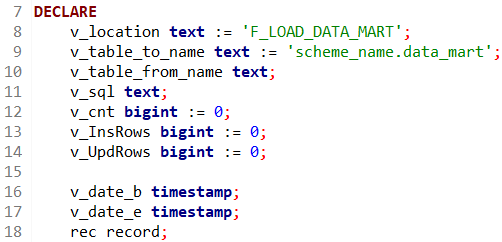 7 DECLARE
8 v_location text := 'F_LOAD_DATA_MART';
9 v_table_to_name text := 'scheme_name.data_mart';
10 v_table_from_name text;
11 v_sql text;
12 v_cnt bigint := 0;
13 v_InsRows bigint := 0;
14 v_UpdRows bigint := 0;
15
16 v_date_b timestamp;
17 v_date_e timestamp;
18 rec record;